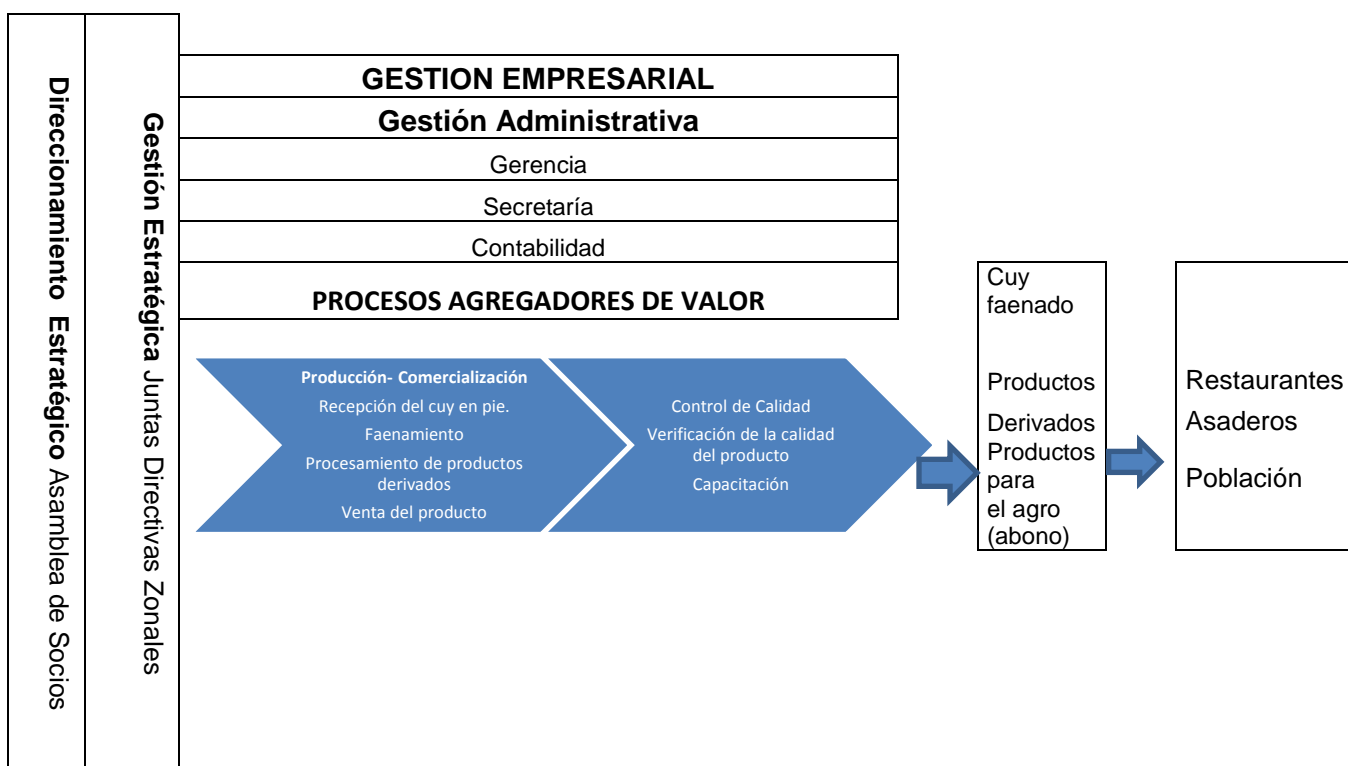 Direccionamiento Estratégico Asamblea de Socios
Gestión Estratégica Juntas Directivas Zonales
GESTION EMPRESARIAL
Gestión Administrativa
Gerencia
Secretaría
Contabilidad
PROCESOS AGREGADORES DE VALOR
Producción- Comercialización
Recepción del cuy en pie.
Faenamiento
Procesamiento de productos
derivados
Venta del producto
Control de Calidad
Verificación de la calidad
del producto
Capacitación
Cuy
faenado
Productos
Derivados
Productos
para
el agro
(abono)
Restaurantes
Asaderos
Población